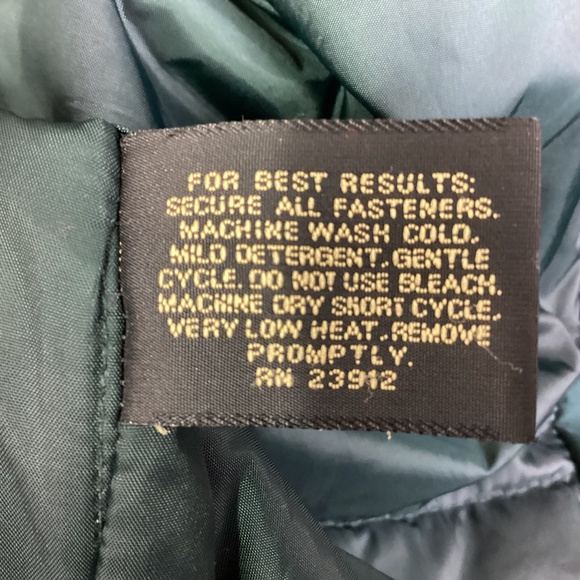 FOR BEST RESULTS:
SECURE ALL FASTENERS.
MACHINE WASH COLD.
MILD DETERGENT. GENTLE
CYCLE. DO NOT USE BLEACH.
MACHINE DRY SHORT CYCLE.
VERY LOW HEAT. REMOVE
PROMPTLY.
RN 23912